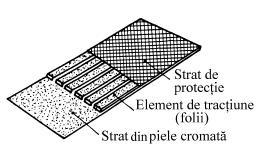 Strat de
protecție
Element de tracțiune
(folii)
Strat din piele cromată